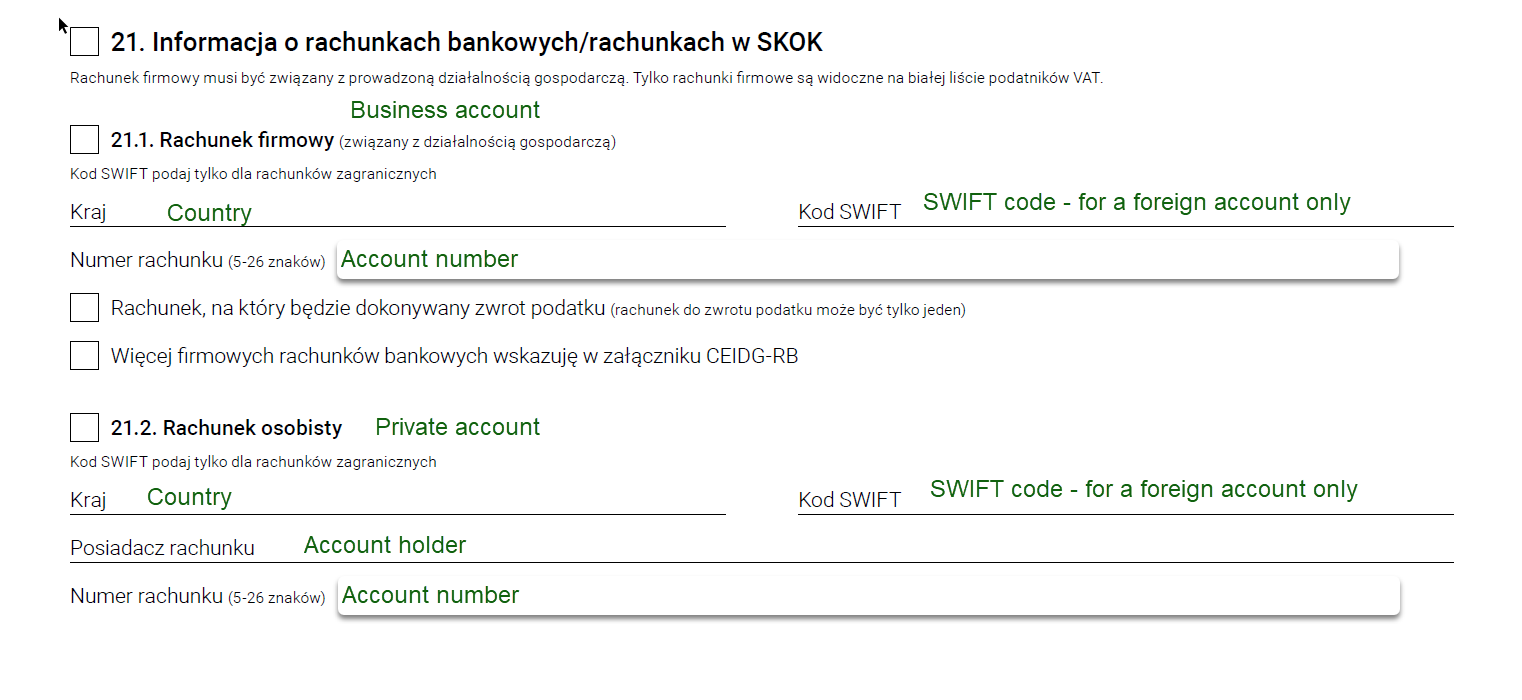 21. Informacja o rachunkach bankowych/rachunkach w SKOK
Rachunek firmowy musi być związany z prowadzoną działalnością gospodarczą. Tylko rachunki firmowe są widoczne na białej liście podatników VAT.
Business account
21.1. Rachunek firmowy (związany z działalnością gospodarczą)
Kod SWIFT podaj tylko dla rachunków zagranicznych
Kraj Country Kod SWIFT SWIFT code - for a foreign account only
Numer rachunku (5-26 znaków) Account number
Rachunek, na który będzie dokonywany zwrot podatku (rachunek do zwrotu podatku może być tylko jeden)
Więcej firmowych rachunków bankowych wskazuję w załączniku CEIDG-RB
21.2. Rachunek osobisty Private account
Kod SWIFT podaj tylko dla rachunków zagranicznych
Kraj Country Kod SWIFT SWIFT code - for a foreign account only
Posiadacz rachunku Account holder
Numer rachunku (5-26 znaków) Account number